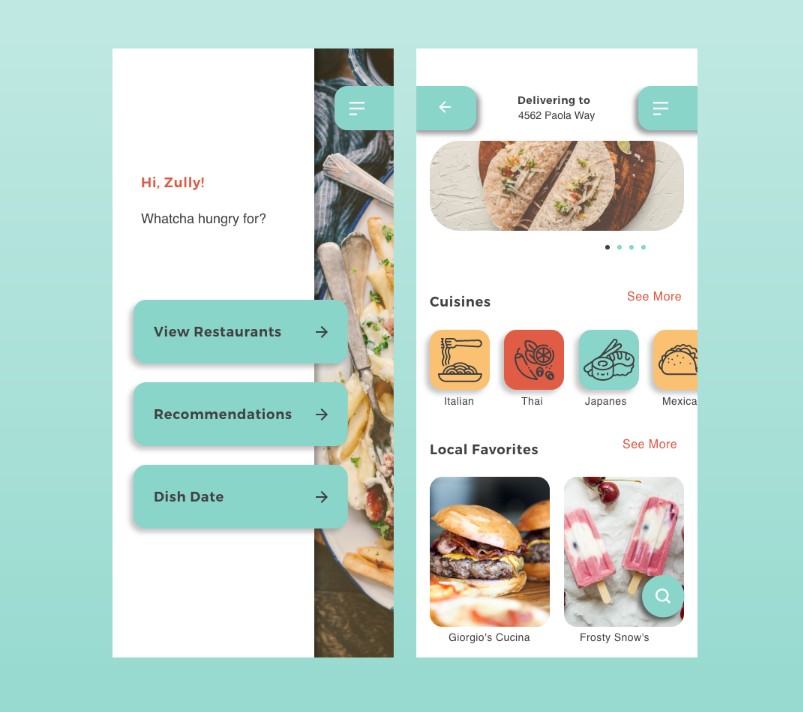 Hi, Zully!
Whatcha hungry for?
View Restaurants
Recommendations
Dish Date
Delivering to
4562 Paola Way
Cuisines
See More
Italian
Thai
Japanes
Mexica
Local Favorites
See More
Giorgio's Cucina
Frosty Snow's